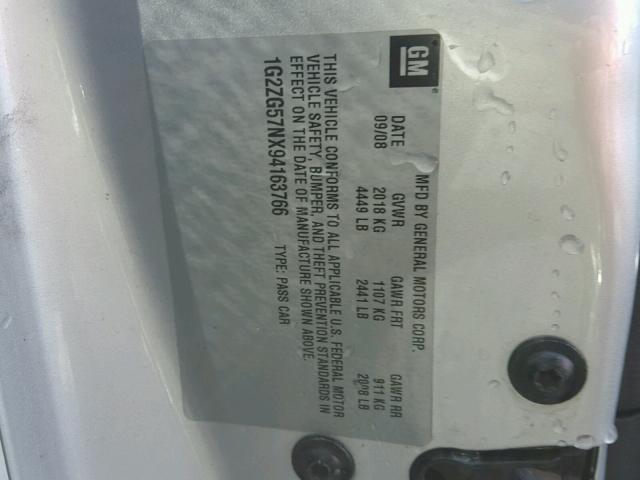 GM
MFD BY GENERAL MOTORS CORP.
DATE GVWR GAWR FRT GAWR RR
09/08 2018 KG 1107 KG 911 KG
4449 LB 2441 LB 2008 LB
THIS VEHICLE CONFORMS TO ALL APPLICABLE U.S. FEDERAL MOTOR
VEHICLE SAFETY, BUMPER, AND THEFT PREVENTION STANDARDS IN
EFFECT ON THE DATE OF MANUFACTURE SHOWN ABOVE.
1G2ZG57NX94163766 TYPE: PASS CAR